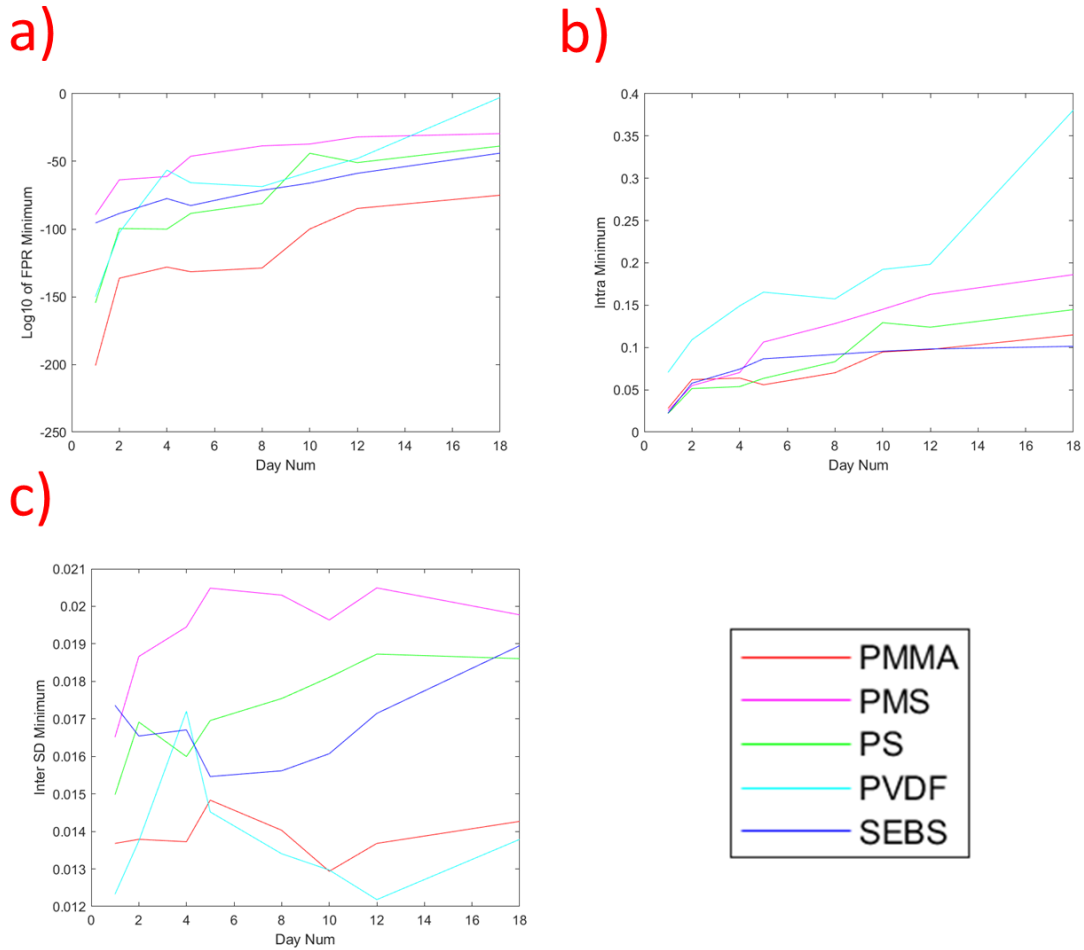 a)
0
-50
-100
-150
-200
-250
Log10 of FPR Minimum
0 2 4 6 8 10 12 14 16 18
Day Num
b)
0.4
0.35
0.3
0.25
0.2
0.15
0.1
0.05
0
Intra Minimum
0 2 4 6 8 10 12 14 16 18
Day Num
c)
0.021
0.02
0.019
0.018
0.017
0.016
0.015
0.014
0.013
0.012
Inter SD Minimum
0 2 4 6 8 10 12 14 16 18
Day Num
PMMA
PMS
PS
PVDF
SEBS